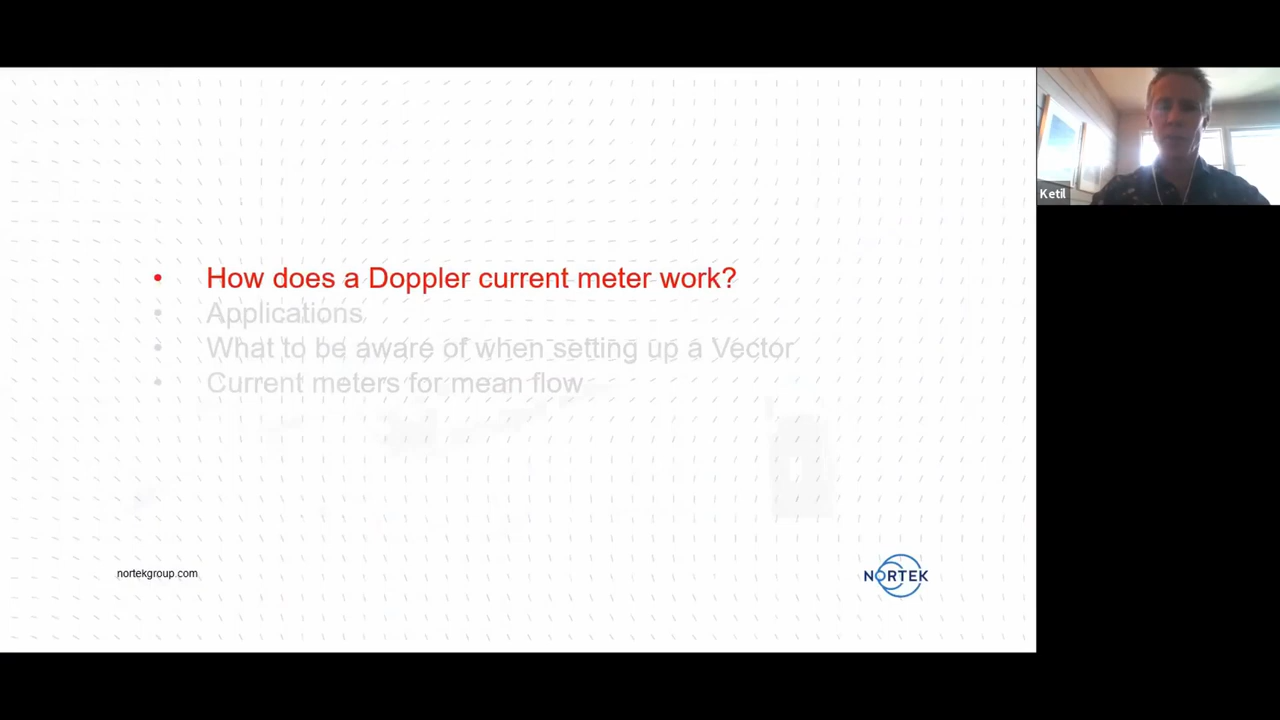 Ketil
• How does a Doppler current meter work?
• Applications
• What to be aware of when setting up a Vector
• Current meters for mean flow
nortekgroup.com
NORTEK